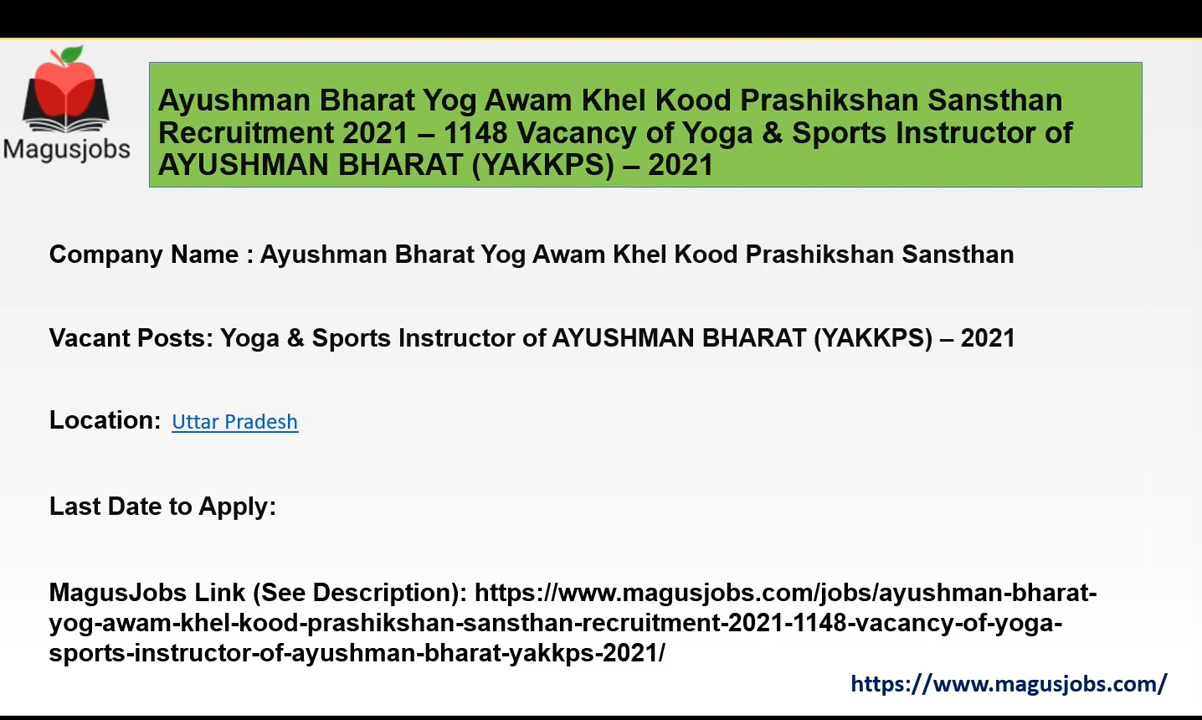 Magusjobs
Ayushman Bharat Yog Awam Khel Kood Prashikshan Sansthan
Recruitment 2021 – 1148 Vacancy of Yoga & Sports Instructor of
AYUSHMAN BHARAT (YAKKPS) – 2021
Company Name : Ayushman Bharat Yog Awam Khel Kood Prashikshan Sansthan
Vacant Posts: Yoga & Sports Instructor of AYUSHMAN BHARAT (YAKKPS) – 2021
Location: Uttar Pradesh
Last Date to Apply:
MagusJobs Link (See Description): https://www.magusjobs.com/jobs/ayushman-bharat-
yog-awam-khel-kood-prashikshan-sansthan-recruitment-2021-1148-vacancy-of-yoga-
sports-instructor-of-ayushman-bharat-yakkps-2021/
https://www.magusjobs.com/